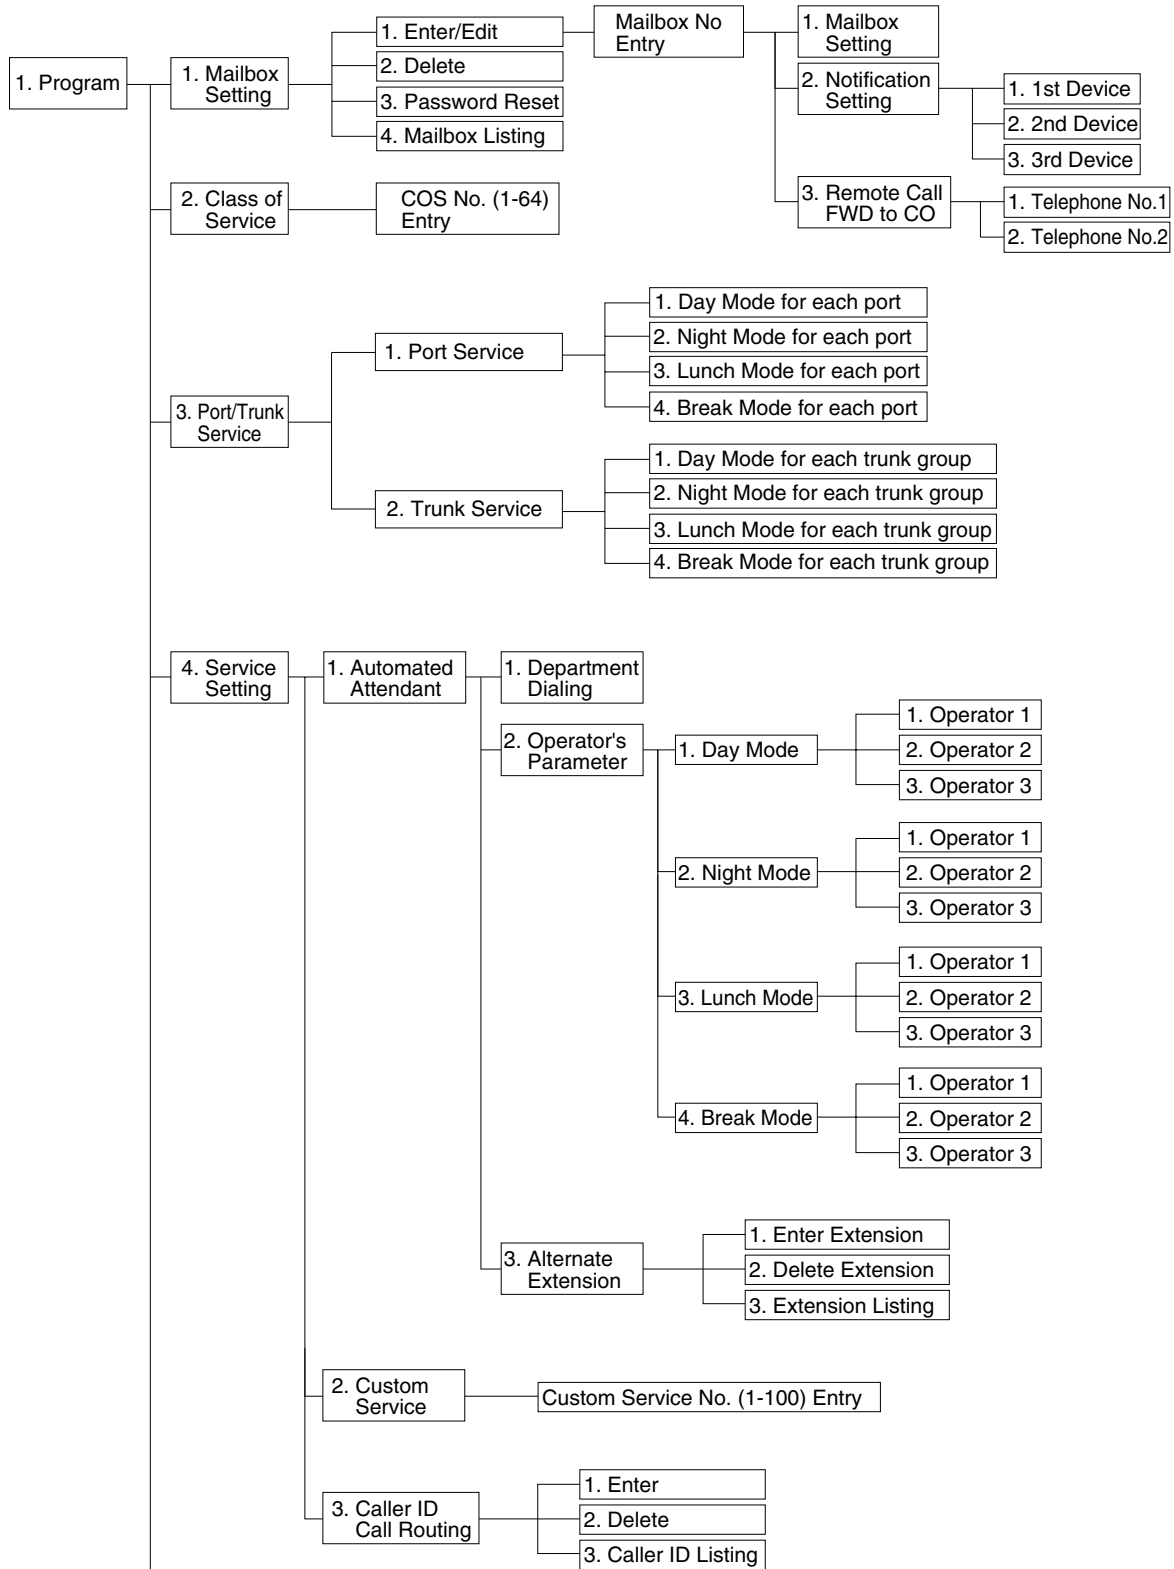 1. Program
1. Mailbox
Setting
1. Enter/Edit
2. Delete
3. Password Reset
4. Mailbox Listing
Mailbox No
Entry
1. Mailbox
Setting
2. Notification
Setting
1. 1st Device
2. 2nd Device
3. 3rd Device
3. Remote Call
FWD to CO
1. Telephone No.1
2. Telephone No.2
2. Class of
Service
COS No. (1-64)
Entry
3. Port/Trunk
Service
1. Port Service
1. Day Mode for each port
2. Night Mode for each port
3. Lunch Mode for each port
4. Break Mode for each port
2. Trunk Service
1. Day Mode for each trunk group
2. Night Mode for each trunk group
3. Lunch Mode for each trunk group
4. Break Mode for each trunk group
4. Service
Setting
1. Automated
Attendant
1. Department
Dialing
2. Operator's
Parameter
1. Day Mode
1. Operator 1
2. Operator 2
3. Operator 3
2. Night Mode
1. Operator 1
2. Operator 2
3. Operator 3
3. Lunch Mode
1. Operator 1
2. Operator 2
3. Operator 3
4. Break Mode
1. Operator 1
2. Operator 2
3. Operator 3
3. Alternate
Extension
1. Enter Extension
2. Delete Extension
3. Extension Listing
2. Custom
Service
Custom Service No. (1-100) Entry
3. Caller ID
Call Routing
1. Enter
2. Delete
3. Caller ID Listing